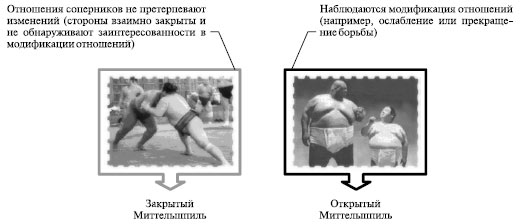 Отношения соперников не претерпевают
изменений (стороны взаимно закрыты и
не обнаруживают заинтересованности в
модификации отношений)
Наблюдаются модификация отношений
(например, ослабление или прекраще-
ние борьбы)
Закрытый
Миттельшпиль
Открытый
Миттельшпиль